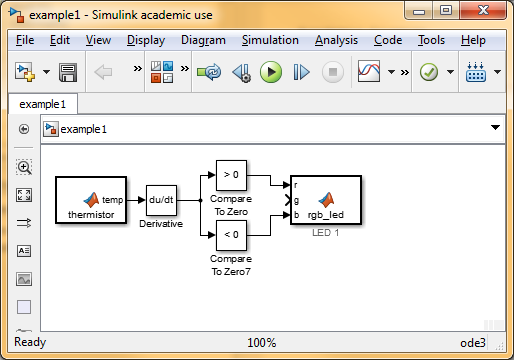 example1 - Simulink academic use
File Edit View Display Diagram Simulation Analysis Code Tools Help
example1
example1
temp
thermistor
du/dt
Derivative
> 0
Compare
To Zero
< 0
Compare
To Zero7
r
g
b rgb_led
LED 1
Ready 100% ode3